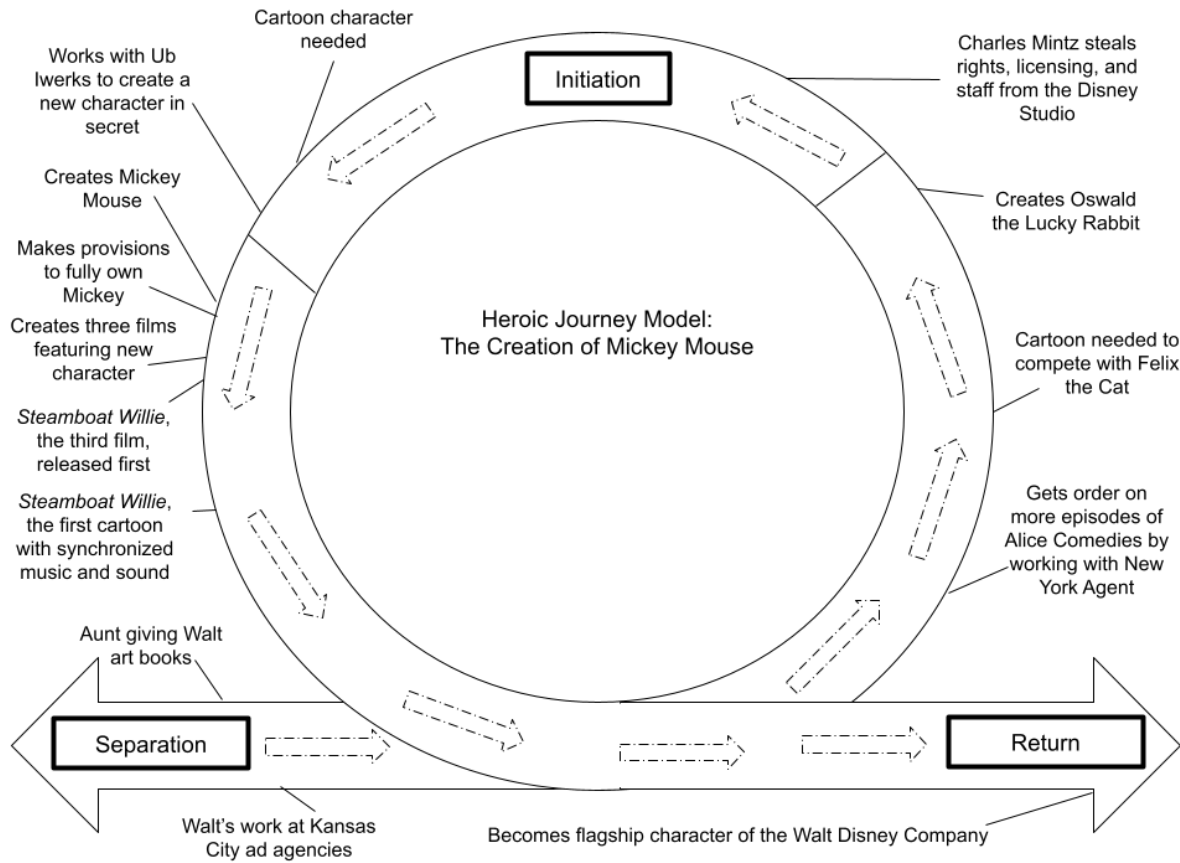 Cartoon character
needed
Works with Ub
Iwerks to create a
new character in
secret
Initiation
Charles Mintz steals
rights, licensing, and
staff from the Disney
Studio
Creates Mickey
Mouse
Creates Oswald
the Lucky Rabbit
Makes provisions
to fully own
Mickey
Heroic Journey Model:
The Creation of Mickey Mouse
Creates three films
featuring new
character
Cartoon needed to
compete with Felix
the Cat
Steamboat Willie,
the third film,
released first
Steamboat Willie,
the first cartoon
with synchronized
music and sound
Gets order on
more episodes of
Alice Comedies by
working with New
York Agent
Aunt giving Walt
art books
Separation
Return
Walt's work at Kansas
City ad agencies
Becomes flagship character of the Walt Disney Company